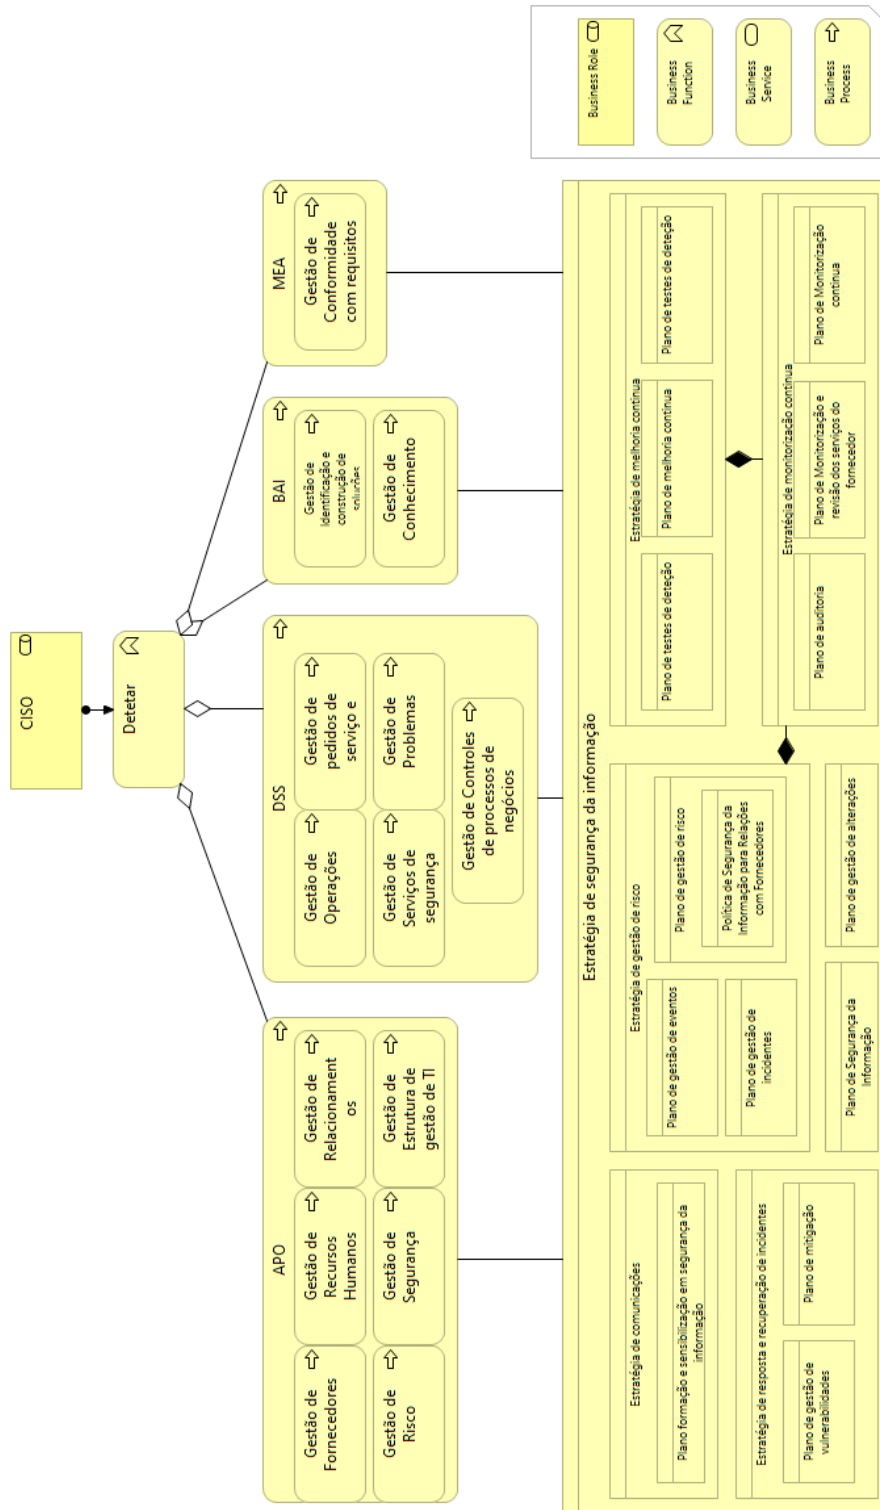 CISO
Detetar
APO
Gestão de
Fornecedores
Gestão de
Recursos
Humanos
Gestão de
Relacionament
os
Gestão de
Risco
Gestão de
Segurança
Gestão de
Estrutura de
gestão de TI
DSS
Gestão de
Operações
Gestão de
pedidos de
serviço e
Gestão de
Serviços de
segurança
Gestão de
Problemas
Gestão de Controles
de processos de
negócios
BAI
Gestão de
Identificação e
construção de
soluções
Gestão de
Conhecimento
MEA
Gestão de
Conformidade
com requisitos
Estratégia de segurança da informação
Estratégia de comunicações
Plano formação e sensibilização em segurança da
informação
Estratégia de resposta e recuperação de incidentes
Plano de gestão de
vulnerabilidades
Plano de mitigação
Estratégia de gestão de risco
Plano de gestão de eventos
Plano de gestão de
incidentes
Plano de gestão de risco
Política de Segurança da
Informação para Relações
com Fornecedores
Plano de Segurança da
Informação
Plano de gestão de alterações
Estratégia de melhoria continua
Plano de testes de deteção
Plano de melhoria continua
Plano de testes de deteção
Estratégia de monitorização continua
Plano de auditoria
Plano de Monitorização e
revisão dos serviços do
fornecedor
Plano de Monitorização
continua
Business Role
Business
Function
Business
Service
Business
Process